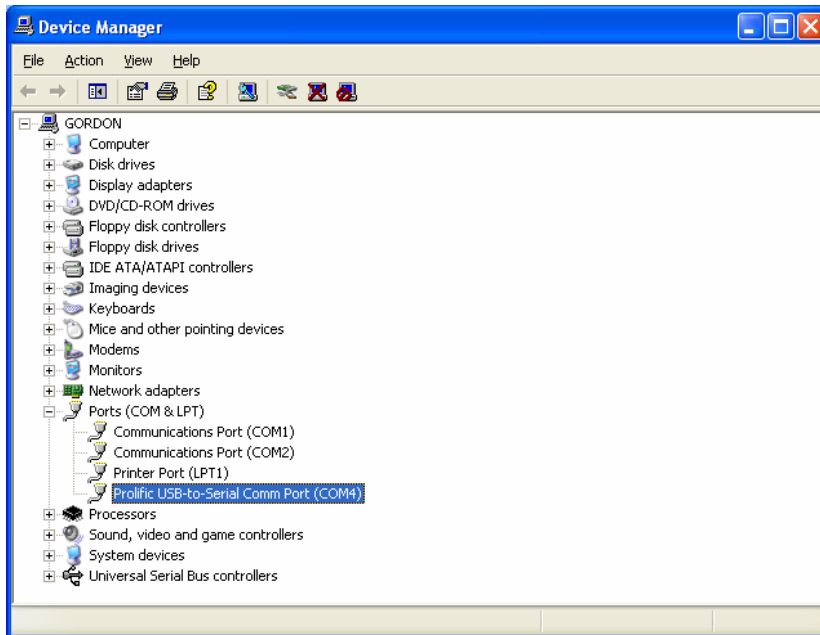 Device Manager
File Action View Help
GORDON
Computer
Disk drives
Display adapters
DVD/CD-ROM drives
Floppy disk controllers
Floppy disk drives
IDE ATA/ATAPI controllers
Imaging devices
Keyboards
Mice and other pointing devices
Modems
Monitors
Network adapters
Ports (COM & LPT)
Communications Port (COM1)
Communications Port (COM2)
Printer Port (LPT1)
Prolific USB-to-Serial Comm Port (COM4)
Processors
Sound, video and game controllers
System devices
Universal Serial Bus controllers